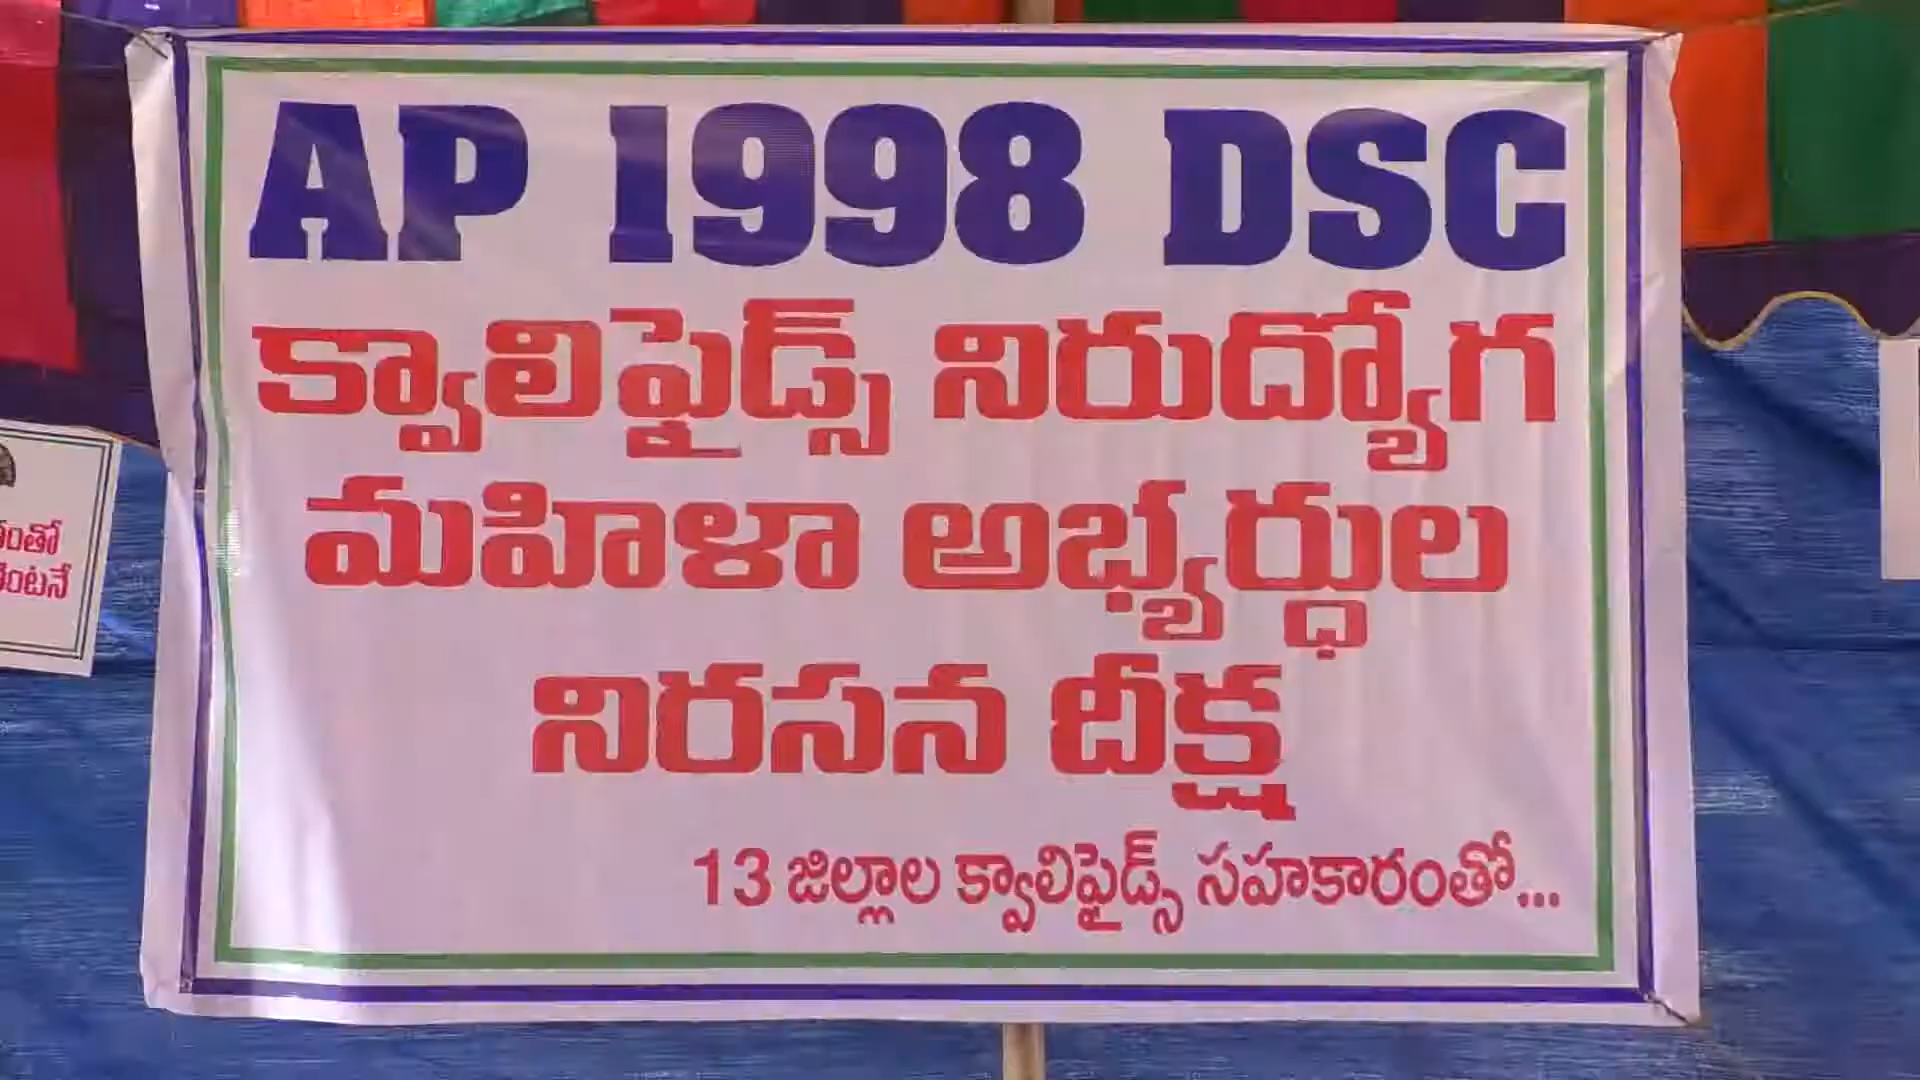 AP 1998 DSC
క్వాలిఫైడ్స్ నిరుద్యోగ
మహిళా అభ్యర్ధుల
నిరసన దీక్ష
13 జిల్లాల క్వాలిఫైడ్స్ సహకారంతో...